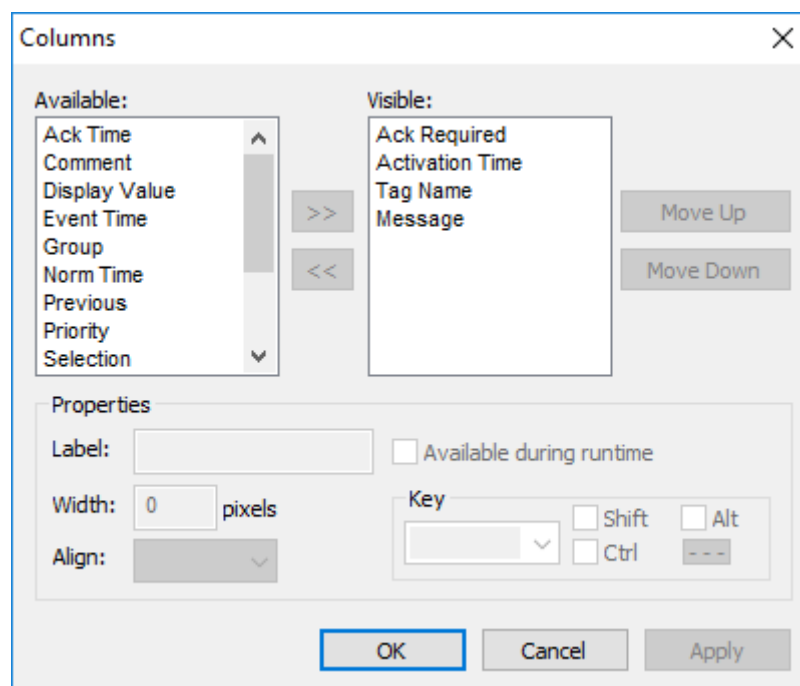 Columns
Available:
Visible:
Ack Time
Comment
Display Value
Event Time
Group
Norm Time
Previous
Priority
Selection
>>
<<
Ack Required
Activation Time
Tag Name
Message
Move Up
Move Down
Properties
Label:
Available during runtime
Width: 0 pixels
Align:
Key
Shift
Alt
Ctrl
---
OK
Cancel
Apply